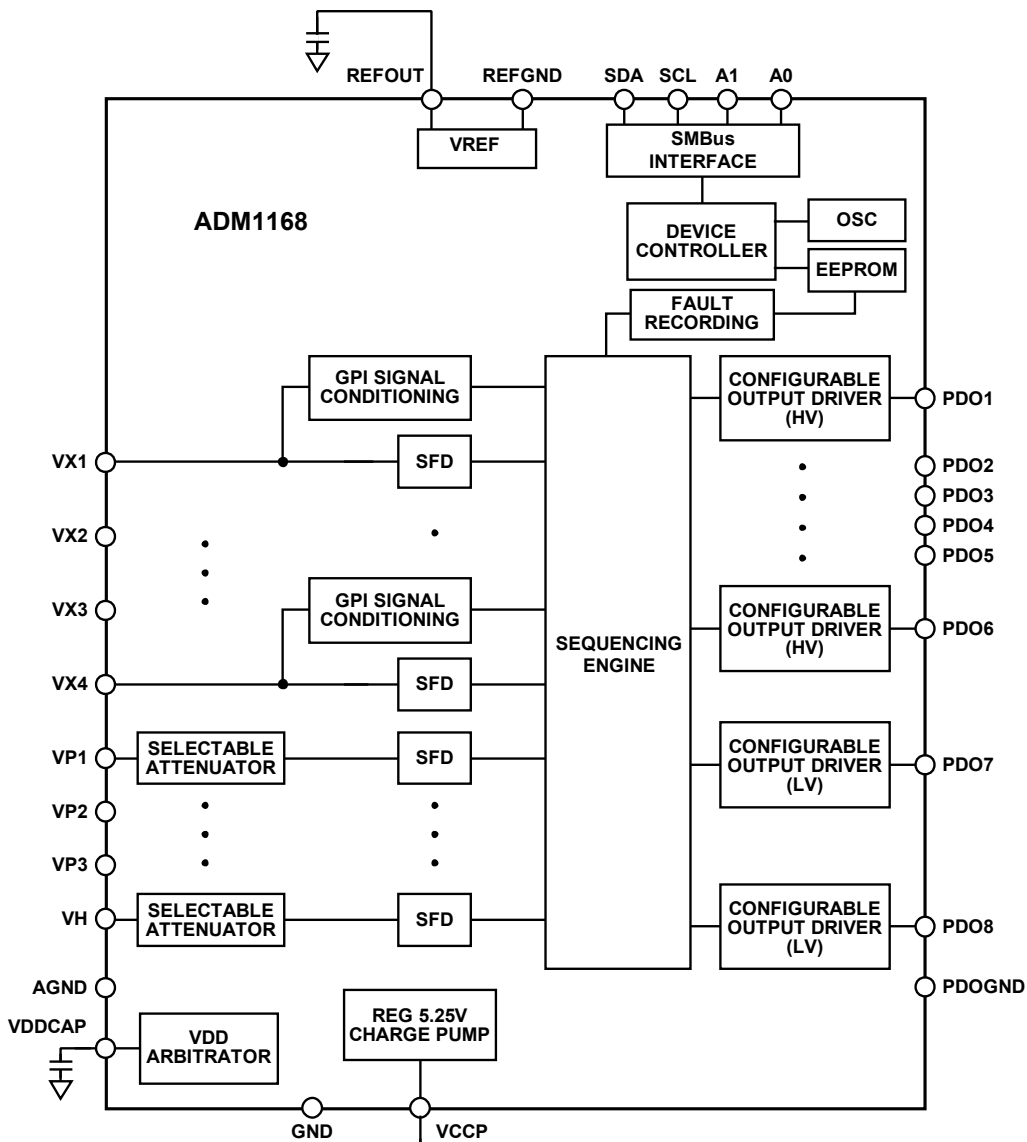 REFOUT
REFGND
SDA
SCL
A1
A0
VREF
SMBus
INTERFACE
ADM1168
DEVICE
CONTROLLER
OSC
EEPROM
FAULT
RECORDING
GPI SIGNAL
CONDITIONING
CONFIGURABLE
OUTPUT DRIVER
(HV)
PDO1
VX1
SFD
PDO2
PDO3
PDO4
PDO5
VX2
VX3
GPI SIGNAL
CONDITIONING
SEQUENCING
ENGINE
CONFIGURABLE
OUTPUT DRIVER
(HV)
PDO6
VX4
SFD
VP1
SELECTABLE
ATTENUATOR
SFD
CONFIGURABLE
OUTPUT DRIVER
(LV)
PDO7
VP2
VP3
VH
SELECTABLE
ATTENUATOR
SFD
CONFIGURABLE
OUTPUT DRIVER
(LV)
PDO8
AGND
PDOGND
VDDCAP
VDD
ARBITRATOR
REG 5.25V
CHARGE PUMP
GND
VCCP